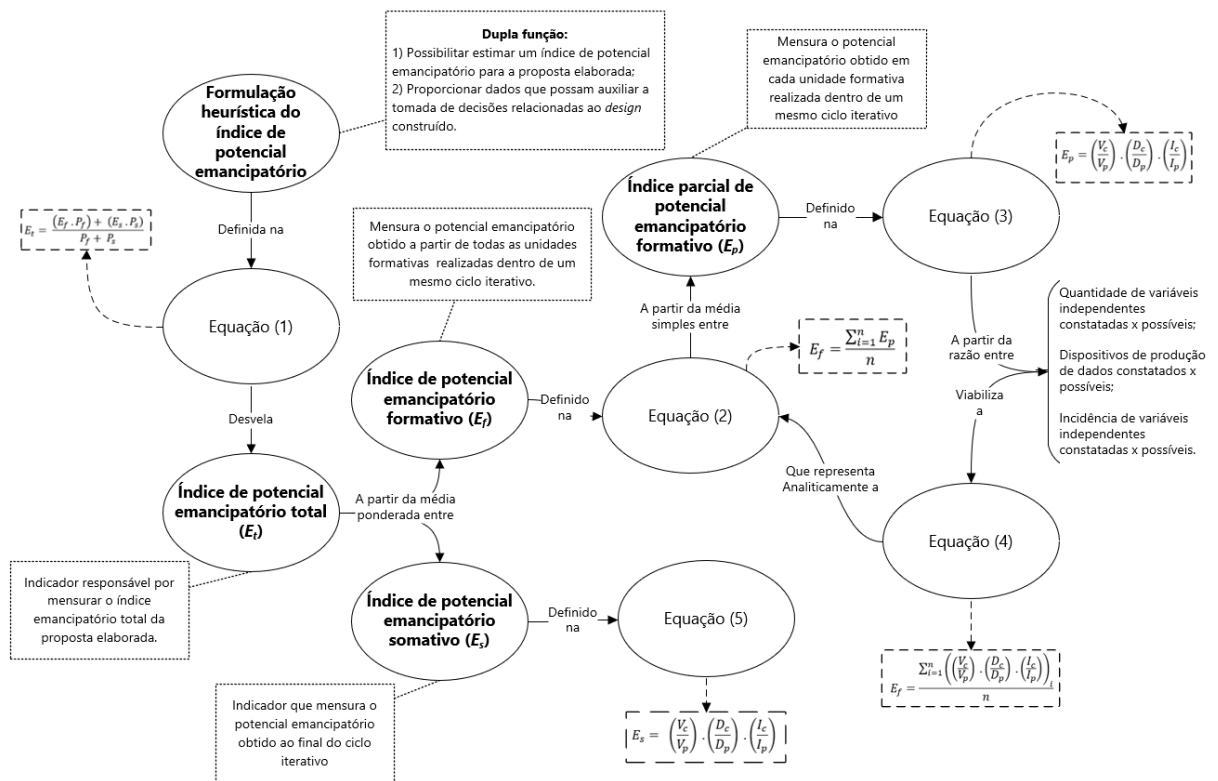 Dupla função:
1) Possibilitar estimar um índice de potencial
emancipatório para a proposta elaborada;
2) Proporcionar dados que possam auxiliar a
tomada de decisões relacionadas ao design
construído.
Formulação
heurística do
índice de
potencial
emancipatório
Definida na
E_t = ((E_f . P_f) + (E_s . P_s)) / (P_f + P_s)
Equação (1)
Desvela
Índice de potencial
emancipatório total
(E_t)
Indicador responsável por
mensurar o índice
emancipatório total da
proposta elaborada.
A partir da média
ponderada entre
Mensura o potencial emancipatório
obtido a partir de todas as unidades
formativas realizadas dentro de um
mesmo ciclo iterativo.
Índice de potencial
emancipatório
formativo (E_f)
Definido
na
Equação (2)
E_f = (∑_{i=1}^{n} E_p) / n
A partir da média
simples entre
Índice parcial de
potencial
emancipatório
formativo (E_p)
Mensura o potencial
emancipatório obtido em
cada unidade formativa
realizada dentro de um
mesmo ciclo iterativo
Definido
na
Equação (3)
E_p = (V_c/V_p) . (D_c/D_p) . (I_c/I_p)
A partir da
razão entre
Quantidade de variáveis
independentes
constatadas x possíveis;
Dispositivos de produção
de dados constatados x
possíveis;
Incidência de variáveis
independentes
constatadas x possíveis.
Viabiliza
a
Equação (4)
Que representa
Analiticamente a
E_f = (∑_{i=1}^{n} ((V_c/V_p) . (D_c/D_p) . (I_c/I_p))_i) / n
Índice de potencial
emancipatório
somativo (E_s)
Indicador que mensura o
potencial emancipatório
obtido ao final do ciclo
iterativo
Definido
na
Equação (5)
E_s = (V_c/V_p) . (D_c/D_p) . (I_c/I_p)